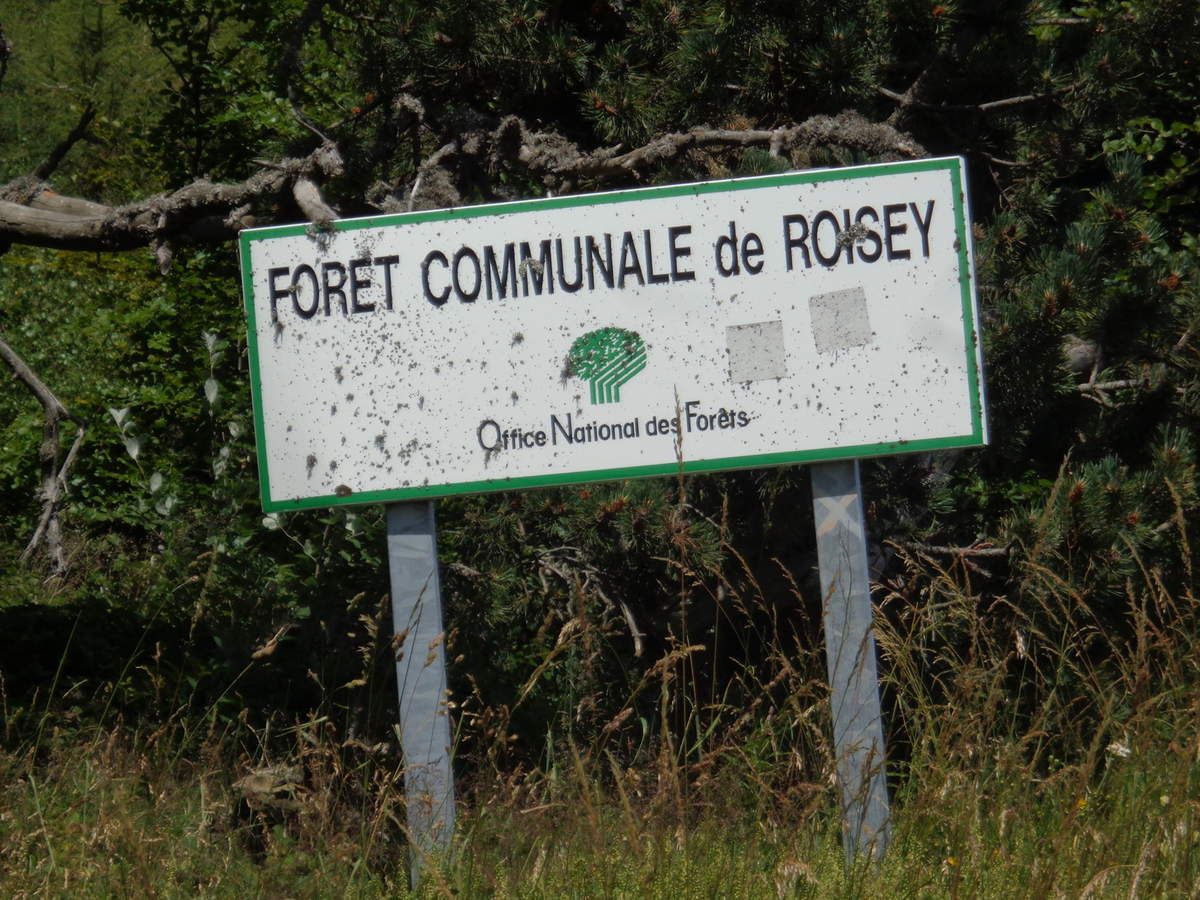 FORET COMMUNALE de ROISEY
Office National des Forêts